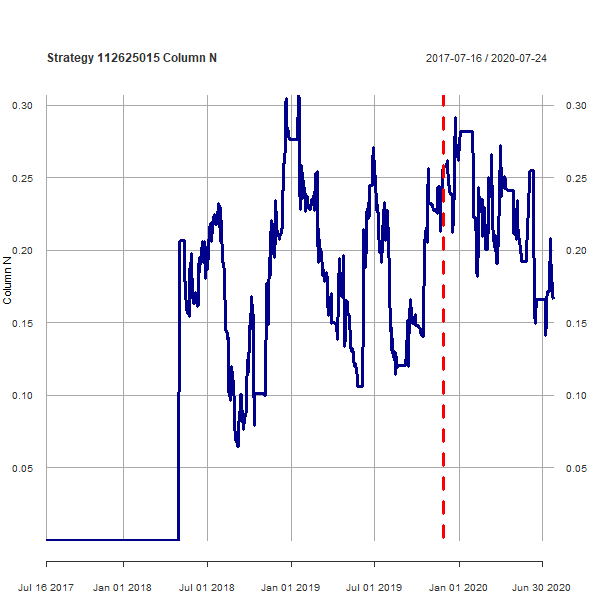 Strategy 112625015 Column N
2017-07-16 / 2020-07-24
0.30
0.30
0.25
0.25
0.20
0.20
Column N
0.15
0.15
0.10
0.10
0.05
0.05
Jul 16 2017
Jan 01 2018
Jul 01 2018
Jan 01 2019
Jul 01 2019
Jan 01 2020
Jun 30 2020